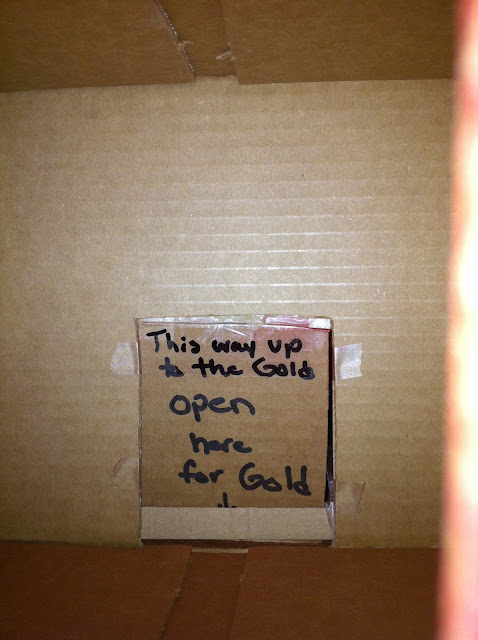 This way up
to the Gold
open
here
for Gold